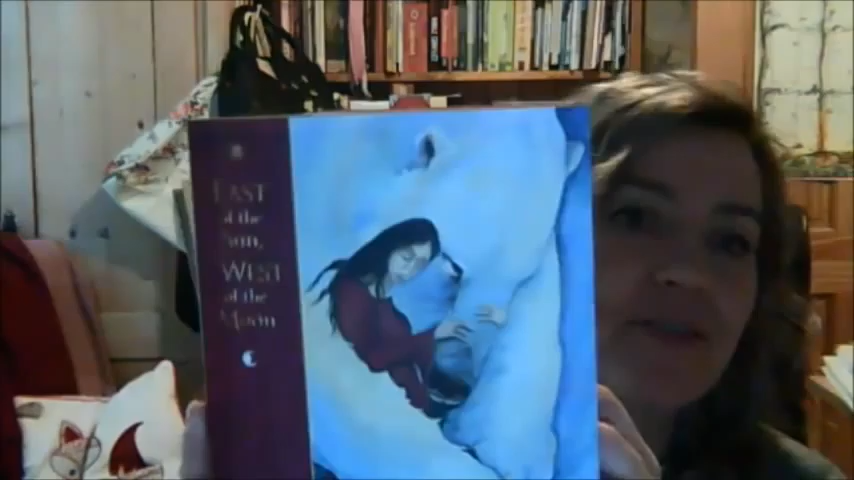 EAST
of the
Sun,
WEST
of the
Moon